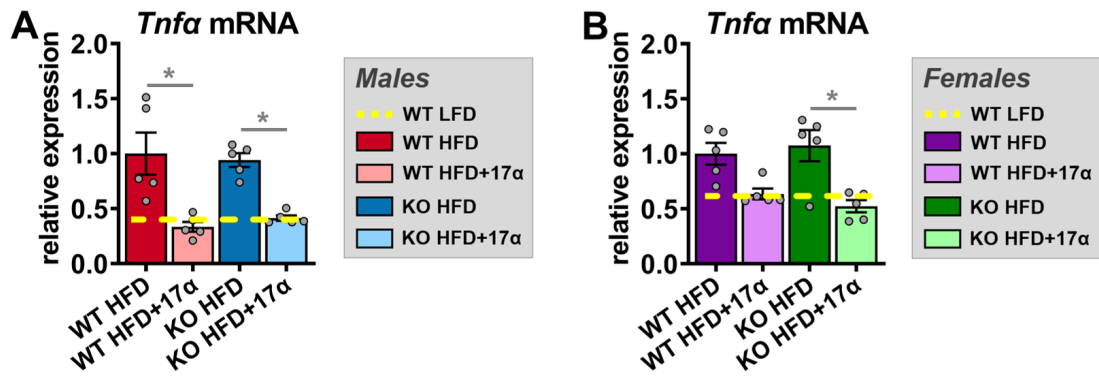 A
Tnfα mRNA
relative expression
2.0
1.5
1.0
0.5
0.0
*
*
WT HFD
WT HFD+17α
KO HFD
KO HFD+17α
Males
WT LFD
WT HFD
WT HFD+17α
KO HFD
KO HFD+17α
B
Tnfα mRNA
relative expression
2.0
1.5
1.0
0.5
0.0
*
WT HFD
WT HFD+17α
KO HFD
KO HFD+17α
Females
WT LFD
WT HFD
WT HFD+17α
KO HFD
KO HFD+17α